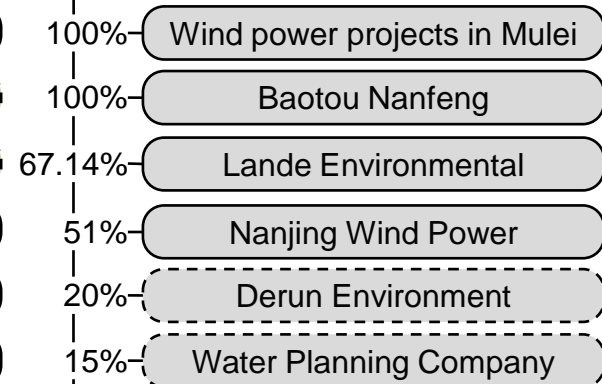 100% Wind power projects in Mulei
100% Baotou Nanfeng
67.14% Lande Environmental
51% Nanjing Wind Power
20% Derun Environment
15% Water Planning Company